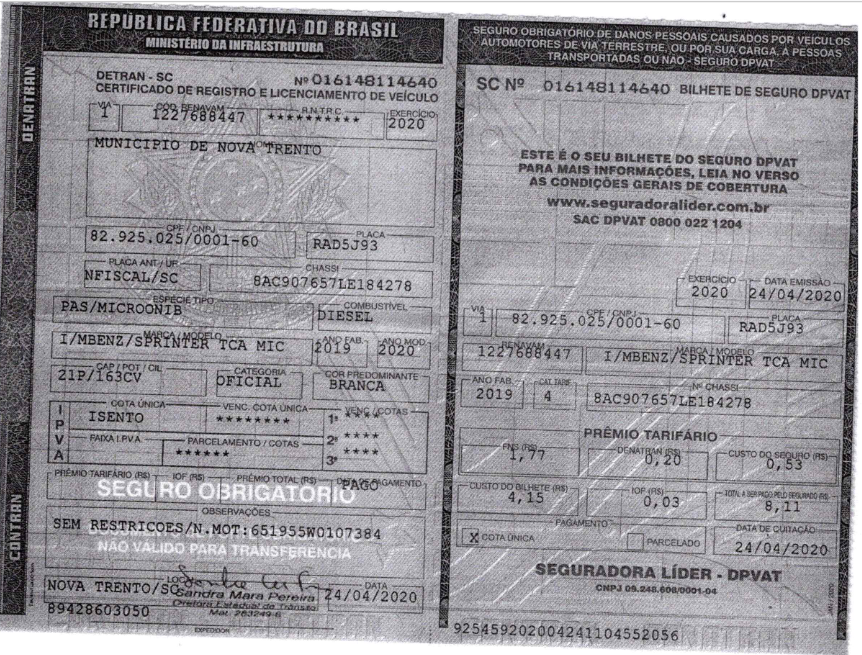 REPÚBLICA FEDERATIVA DO BRASIL
MINISTÉRIO DA INFRAESTRUTURA
DENATRAN
CONTRAN
DETRAN - SC Nº 016148114640
CERTIFICADO DE REGISTRO E LICENCIAMENTO DE VEÍCULO
VIA CÓD. RENAVAM R.N.T.R.C. EXERCÍCIO
1 1227688447 ********** 2020
NOME
MUNICIPIO DE NOVA TRENTO
CPF / CNPJ PLACA
82.925.025/0001-60 RAD5J93
PLACA ANT / UF CHASSI
NFISCAL/SC 8AC907657LE184278
ESPÉCIE TIPO COMBUSTÍVEL
PAS/MICROONIB DIESEL
MARCA / MODELO ANO FAB. ANO MOD
I/MBENZ/SPRINTER TCA MIC 2019 2020
CAP / POT / CIL CATEGORIA COR PREDOMINANTE
21P/163CV OFICIAL BRANCA
IPVA
COTA ÚNICA VENC. COTA ÚNICA VENC / COTAS
ISENTO ******** 1ª ****
FAIXA I.P.V.A. PARCELAMENTO / COTAS 2ª ****
****** 3ª ****
PRÊMIO TARIFÁRIO (R$) IOF (R$) PRÊMIO TOTAL (R$) DATA DE PAGAMENTO
PAGO
SEGURO OBRIGATÓRIO
OBSERVAÇÕES
SEM RESTRICOES/N.MOT:651955W0107384
NÃO VÁLIDO PARA TRANSFERÊNCIA
LOCAL DATA
NOVA TRENTO/SC 24/04/2020
Sandra Mara Pereira
Diretora Estadual de Trânsito
89428603050
EXPEDIDOR
SEGURO OBRIGATÓRIO DE DANOS PESSOAIS CAUSADOS POR VEÍCULOS
AUTOMOTORES DE VIA TERRESTRE, OU POR SUA CARGA, A PESSOAS
TRANSPORTADAS OU NÃO - SEGURO DPVAT
SC Nº 016148114640 BILHETE DE SEGURO DPVAT
ESTE É O SEU BILHETE DO SEGURO DPVAT
PARA MAIS INFORMAÇÕES, LEIA NO VERSO
AS CONDIÇÕES GERAIS DE COBERTURA
www.seguradoralider.com.br
SAC DPVAT 0800 022 1204
EXERCÍCIO DATA EMISSÃO
2020 24/04/2020
VIA CPF / CNPJ PLACA
1 82.925.025/0001-60 RAD5J93
RENAVAM MARCA / MODELO
1227688447 I/MBENZ/SPRINTER TCA MIC
ANO FAB. CAT. TARIF Nº CHASSI
2019 4 8AC907657LE184278
PRÊMIO TARIFÁRIO
FNS (R$) DENATRAN (R$) CUSTO DO SEGURO (R$)
1,77 0,20 0,53
CUSTO DO BILHETE (R$) IOF (R$) TOTAL A SER PAGO PELO SEGURADO (R$)
4,15 0,03 8,11
PAGAMENTO DATA DE QUITAÇÃO
X COTA ÚNICA PARCELADO 24/04/2020
SEGURADORA LÍDER - DPVAT
CNPJ 09.248.608/0001-04
925459202004241104552056